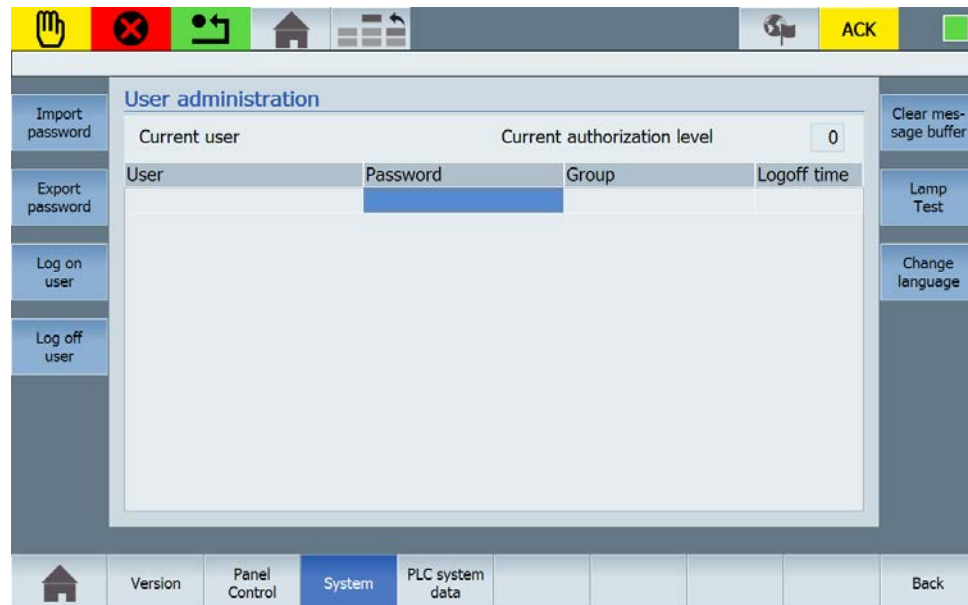 ACK
User administration
Current user
Current authorization level
0
User
Password
Group
Logoff time
Import
password
Export
password
Log on
user
Log off
user
Clear mes-
sage buffer
Lamp
Test
Change
language
Version
Panel
Control
System
PLC system
data
Back